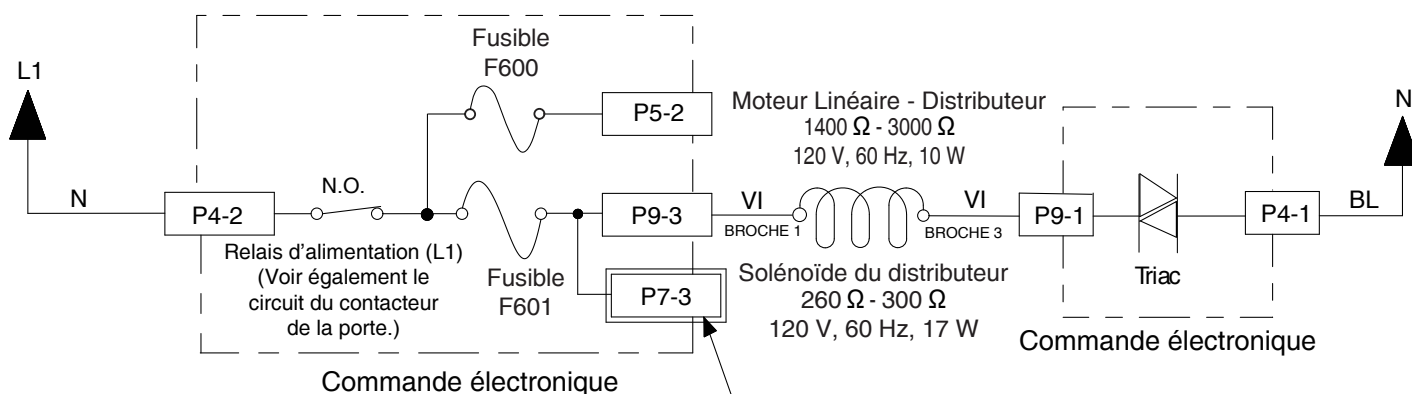 L1
N
P4-2
N.O.
Relais d'alimentation (L1)
(Voir également le
circuit du contacteur
de la porte.)
Fusible
F600
P5-2
Fusible
F601
P9-3
P7-3
Commande électronique
Moteur Linéaire - Distributeur
1400 Ω - 3000 Ω
120 V, 60 Hz, 10 W
VI
BROCHE 1
VI
BROCHE 3
Solénoïde du distributeur
260 Ω - 300 Ω
120 V, 60 Hz, 17 W
P9-1
Triac
P4-1
BL
N
Commande électronique